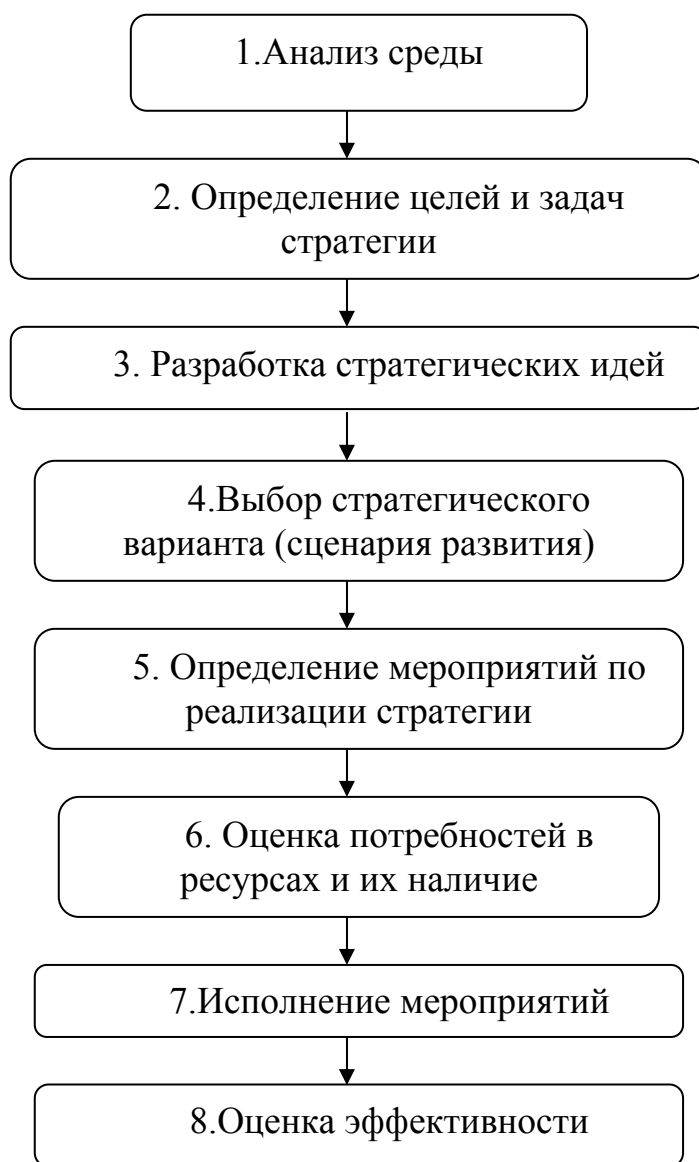 1.Анализ среды
2. Определение целей и задач
стратегии
3. Разработка стратегических идей
4.Выбор стратегического
варианта (сценария развития)
5. Определение мероприятий по
реализации стратегии
6. Оценка потребностей в
ресурсах и их наличие
7.Исполнение мероприятий
8.Оценка эффективности